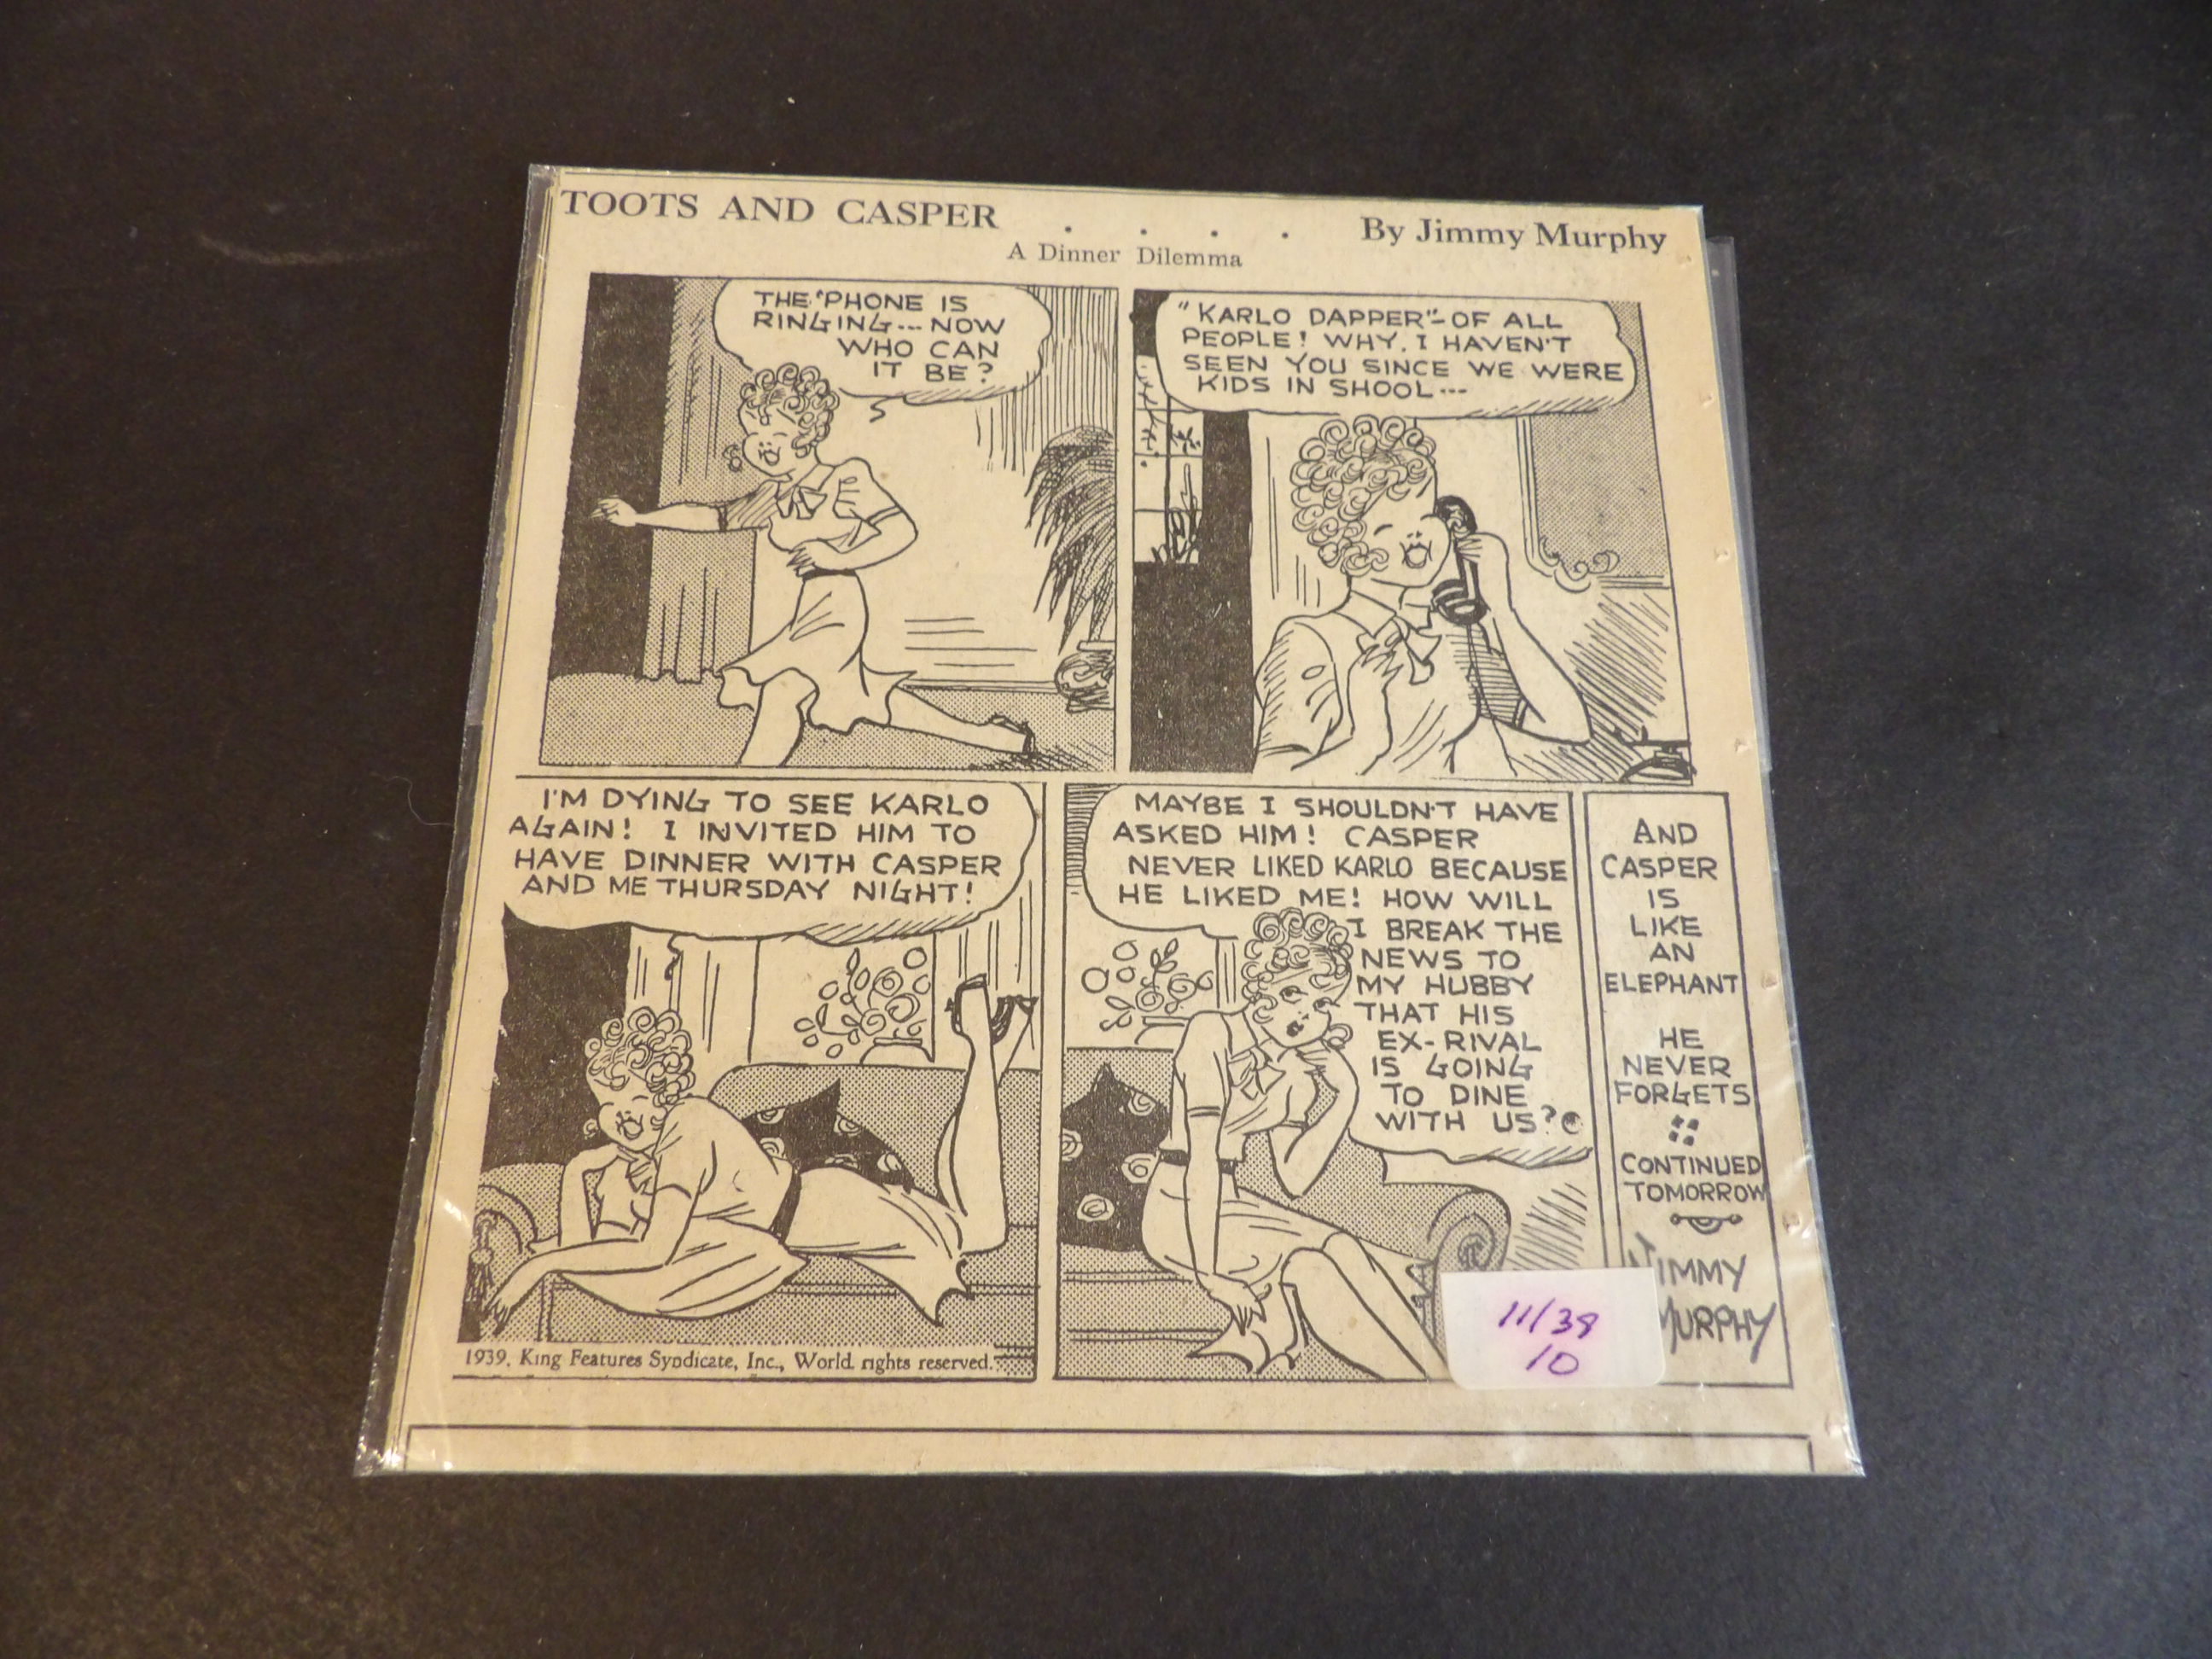 TOOTS AND CASPER . . . . By Jimmy Murphy
A Dinner Dilemma
THE 'PHONE IS
RINGING--- NOW
WHO CAN
IT BE?
"KARLO DAPPER"-OF ALL
PEOPLE! WHY, I HAVEN'T
SEEN YOU SINCE WE WERE
KIDS IN SHOOL---
I'M DYING TO SEE KARLO
AGAIN! I INVITED HIM TO
HAVE DINNER WITH CASPER
AND ME THURSDAY NIGHT!
1939, King Features Syndicate, Inc., World rights reserved.
MAYBE I SHOULDN'T HAVE
ASKED HIM! CASPER
NEVER LIKED KARLO BECAUSE
HE LIKED ME! HOW WILL
I BREAK THE
NEWS TO
MY HUBBY
THAT HIS
EX-RIVAL
IS GOING
TO DINE
WITH US?
AND
CASPER
IS
LIKE
AN
ELEPHANT
HE
NEVER
FORGETS
CONTINUED
TOMORROW
JIMMY
MURPHY
11/39
10